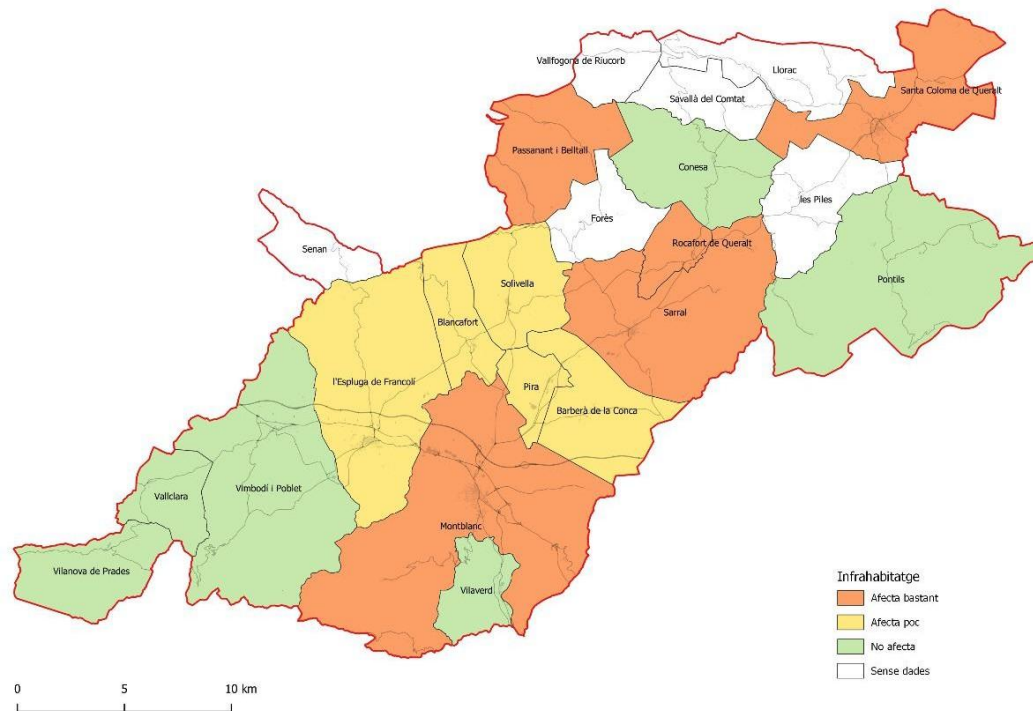 Vallfogona de Riucorb
Llorac
Savallà del Comtat
Santa Coloma de Queralt
Passanant i Belltall
Conesa
les Piles
Forès
Senan
Rocafort de Queralt
Pontils
Solivella
Sarral
Blancafort
l'Espluga de Francolí
Pira
Barberà de la Conca
Vimbodí i Poblet
Vallclara
Montblanc
Vilanova de Prades
Vilaverd
Infrahabitatge
Afecta bastant
Afecta poc
No afecta
Sense dades
0 5 10 km